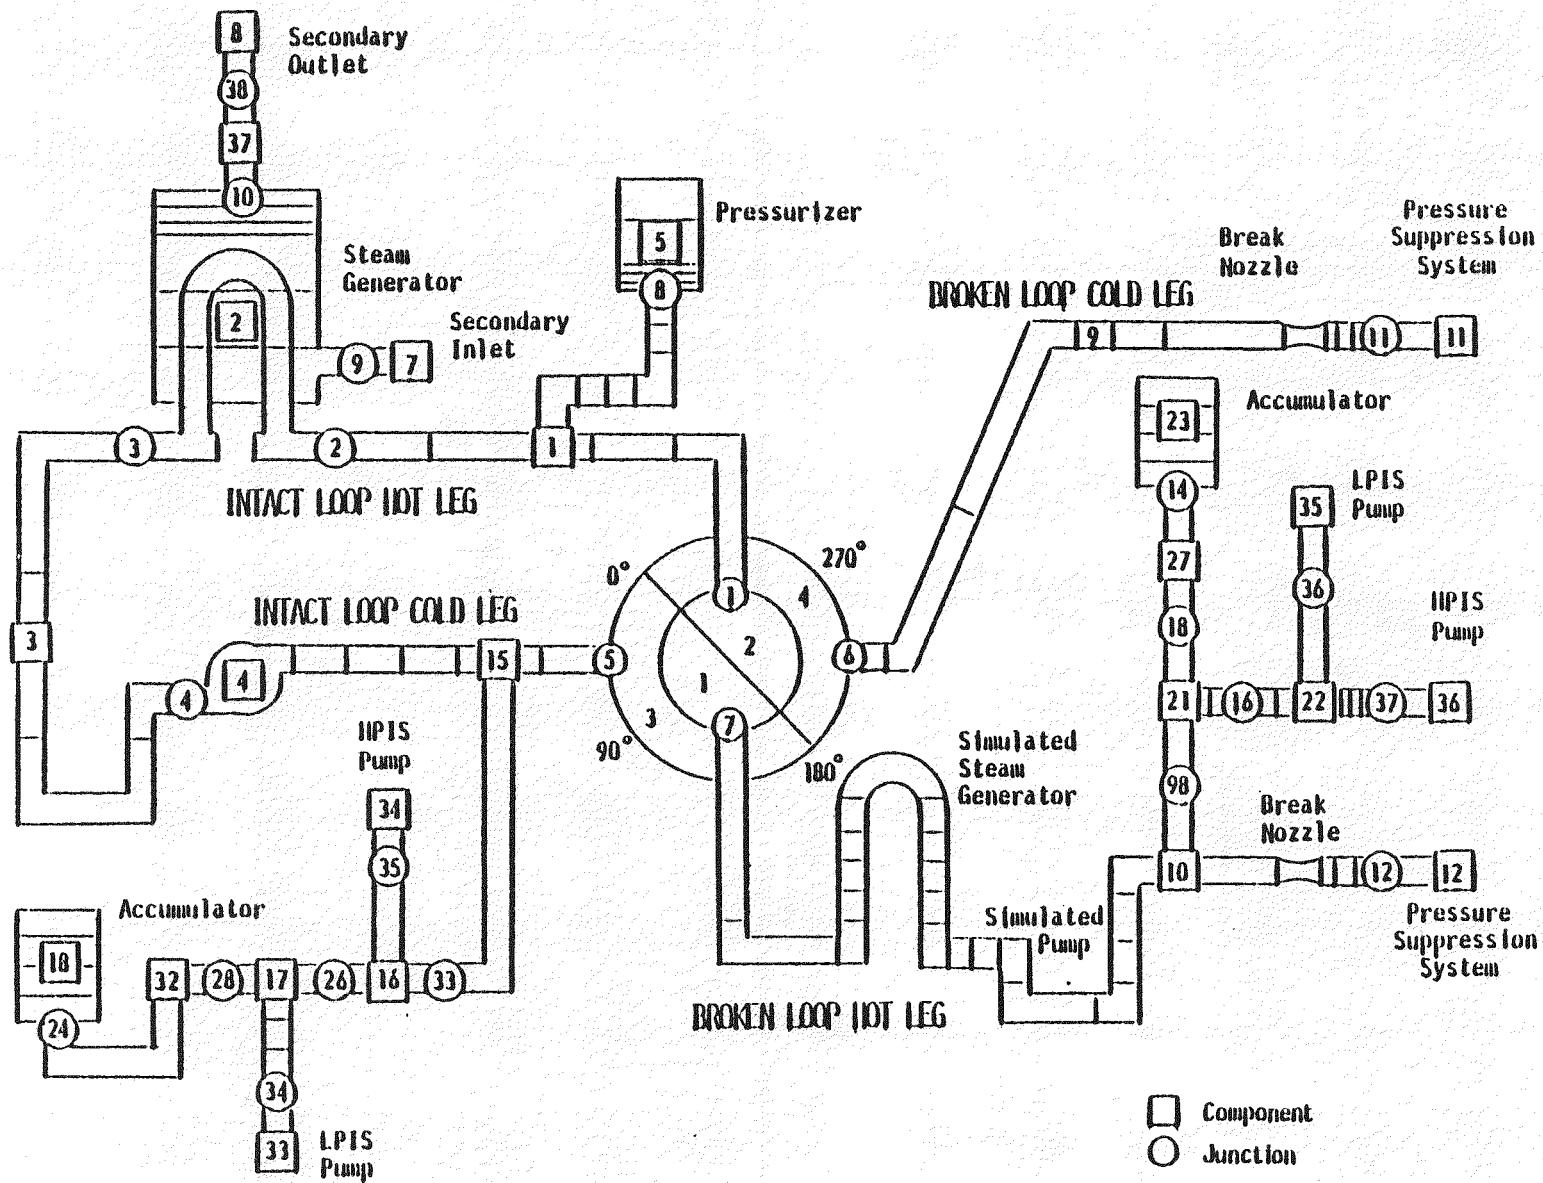 8
Secondary
Outlet
38
37
10
Steam
Generator
2
Secondary
Inlet
9
7
Pressurizer
5
8
3
2
1
INTACT LOOP HOT LEG
3
INTACT LOOP COLD LEG
4
4
15
5
0°
90°
180°
270°
1
4
2
1
3
7
6
BROKEN LOOP COLD LEG
9
Break
Nozzle
Pressure
Suppression
System
11
11
Accumulator
23
14
27
18
LPIS
Pump
35
36
HPIS
Pump
21
16
22
37
36
98
Break
Nozzle
10
12
12
Pressure
Suppression
System
Simulated
Steam
Generator
Simulated
Pump
BROKEN LOOP HOT LEG
HPIS
Pump
34
35
Accumulator
18
24
32
28
17
26
16
33
34
33
LPIS
Pump
Component
Junction